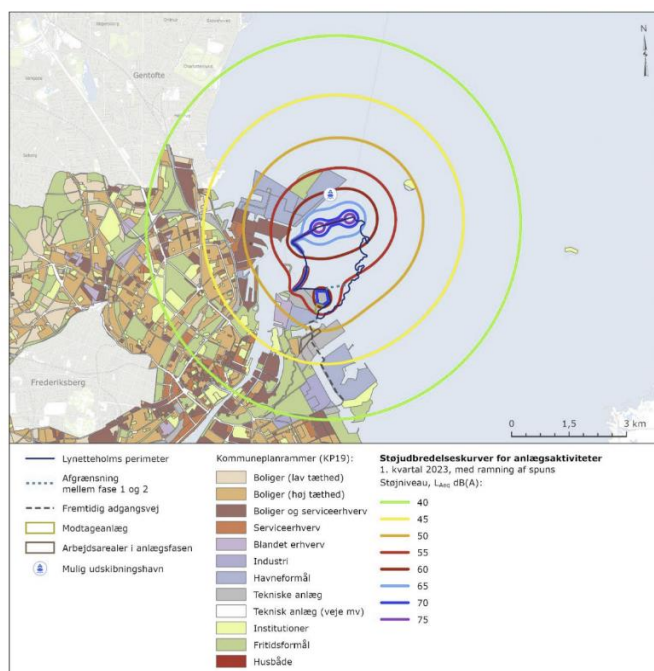 Gentofte
N
Frederiksberg
0 1,5 3 km
Lynetteholms perimeter
Afgrænsning
mellem fase 1 og 2
Fremtidig adgangsvej
Modtageanlæg
Arbejdsarealer i anlægsfasen
Mulig udskibningshavn
Kommuneplanrammer (KP19):
Boliger (lav tæthed)
Boliger (høj tæthed)
Boliger og serviceerhverv
Serviceerhverv
Blandet erhverv
Industri
Havneformål
Tekniske anlæg
Teknisk anlæg (veje mv)
Institutioner
Fritidsformål
Husbåde
Støjudbredelseskurver for anlægsaktiviteter
1. kvartal 2023, med ramning af spuns
Støjniveau, LAeq dB(A):
40
45
50
55
60
65
70
75